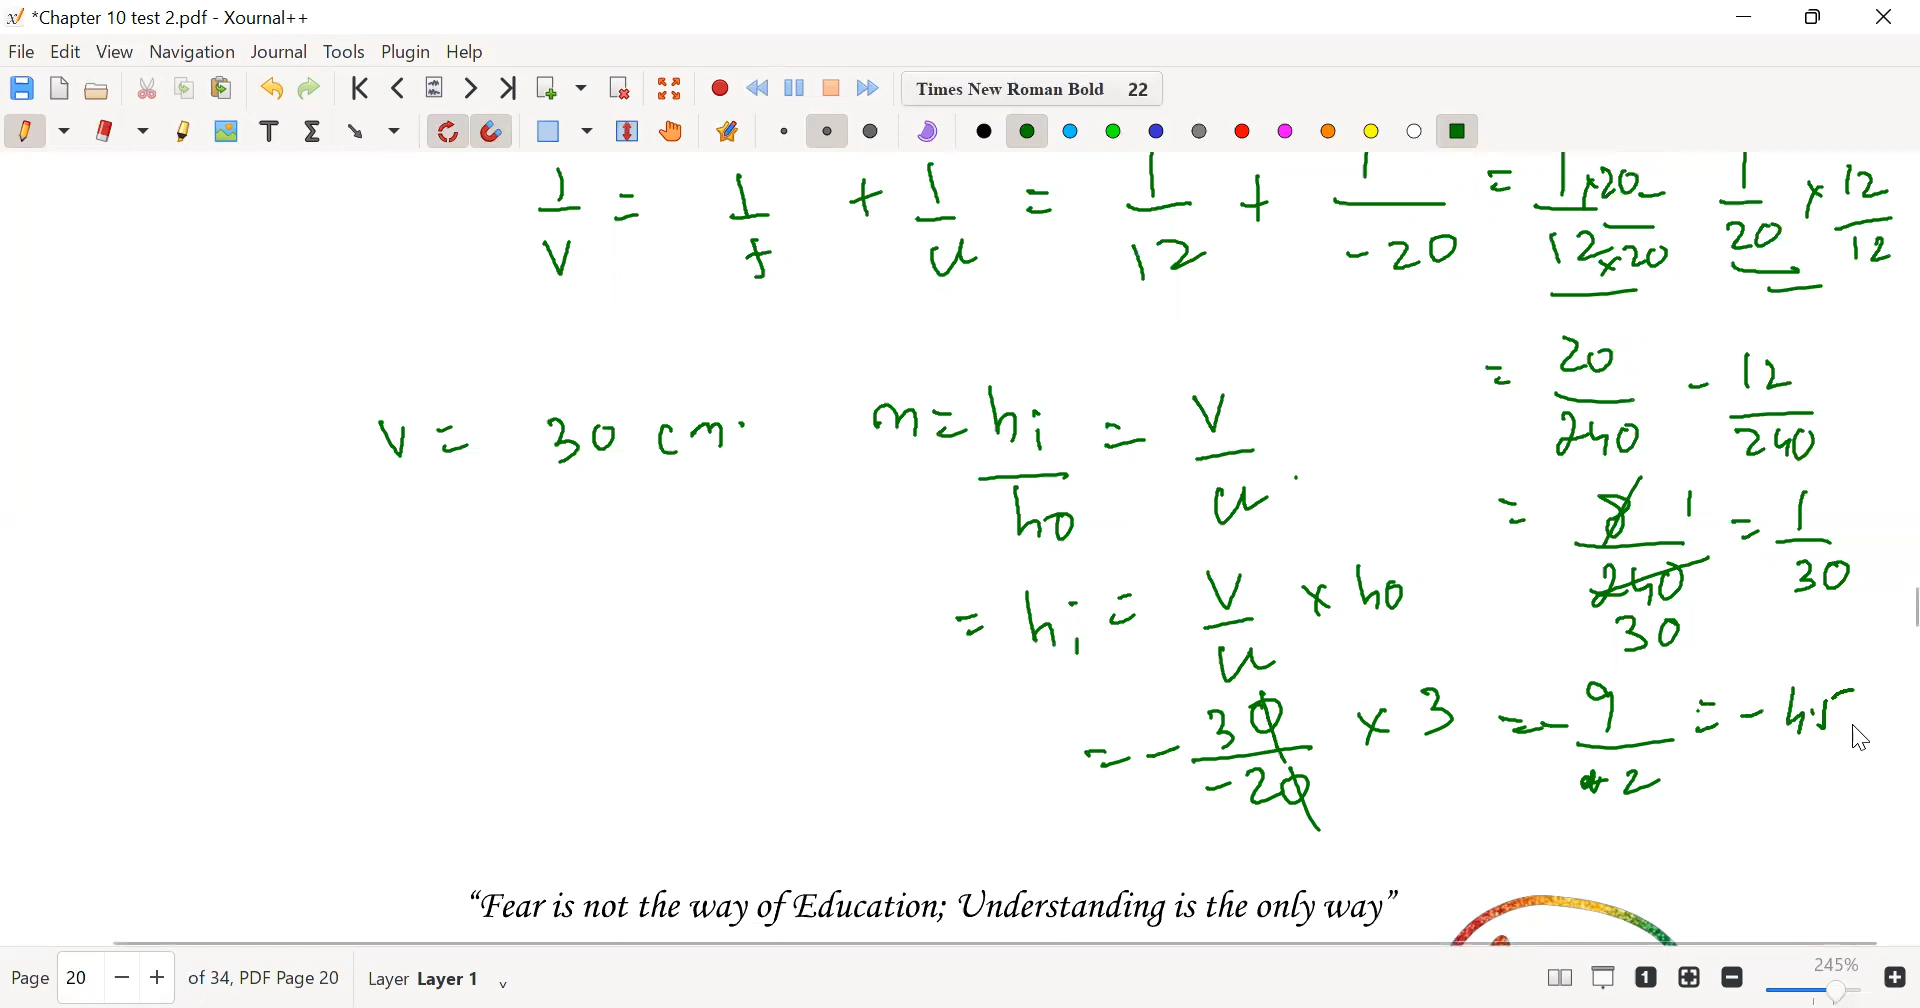 *Chapter 10 test 2.pdf - Xournal++
File Edit View Navigation Journal Tools Plugin Help
Times New Roman Bold 22
1/v = 1/f + 1/u = 1/12 + 1/-20 = 1×20/12×20 - 1/20 × 12/12
= 20/240 - 12/240
v = 30 cm. m = hi/ho = v/u.
= 8/240 1/30 = 1/30
= hi = v/u × ho
= - 30/-20 × 3 = - 9/2 = - 4.5
“Fear is not the way of Education; Understanding is the only way”
Page 20 of 34, PDF Page 20 Layer Layer 1 245%